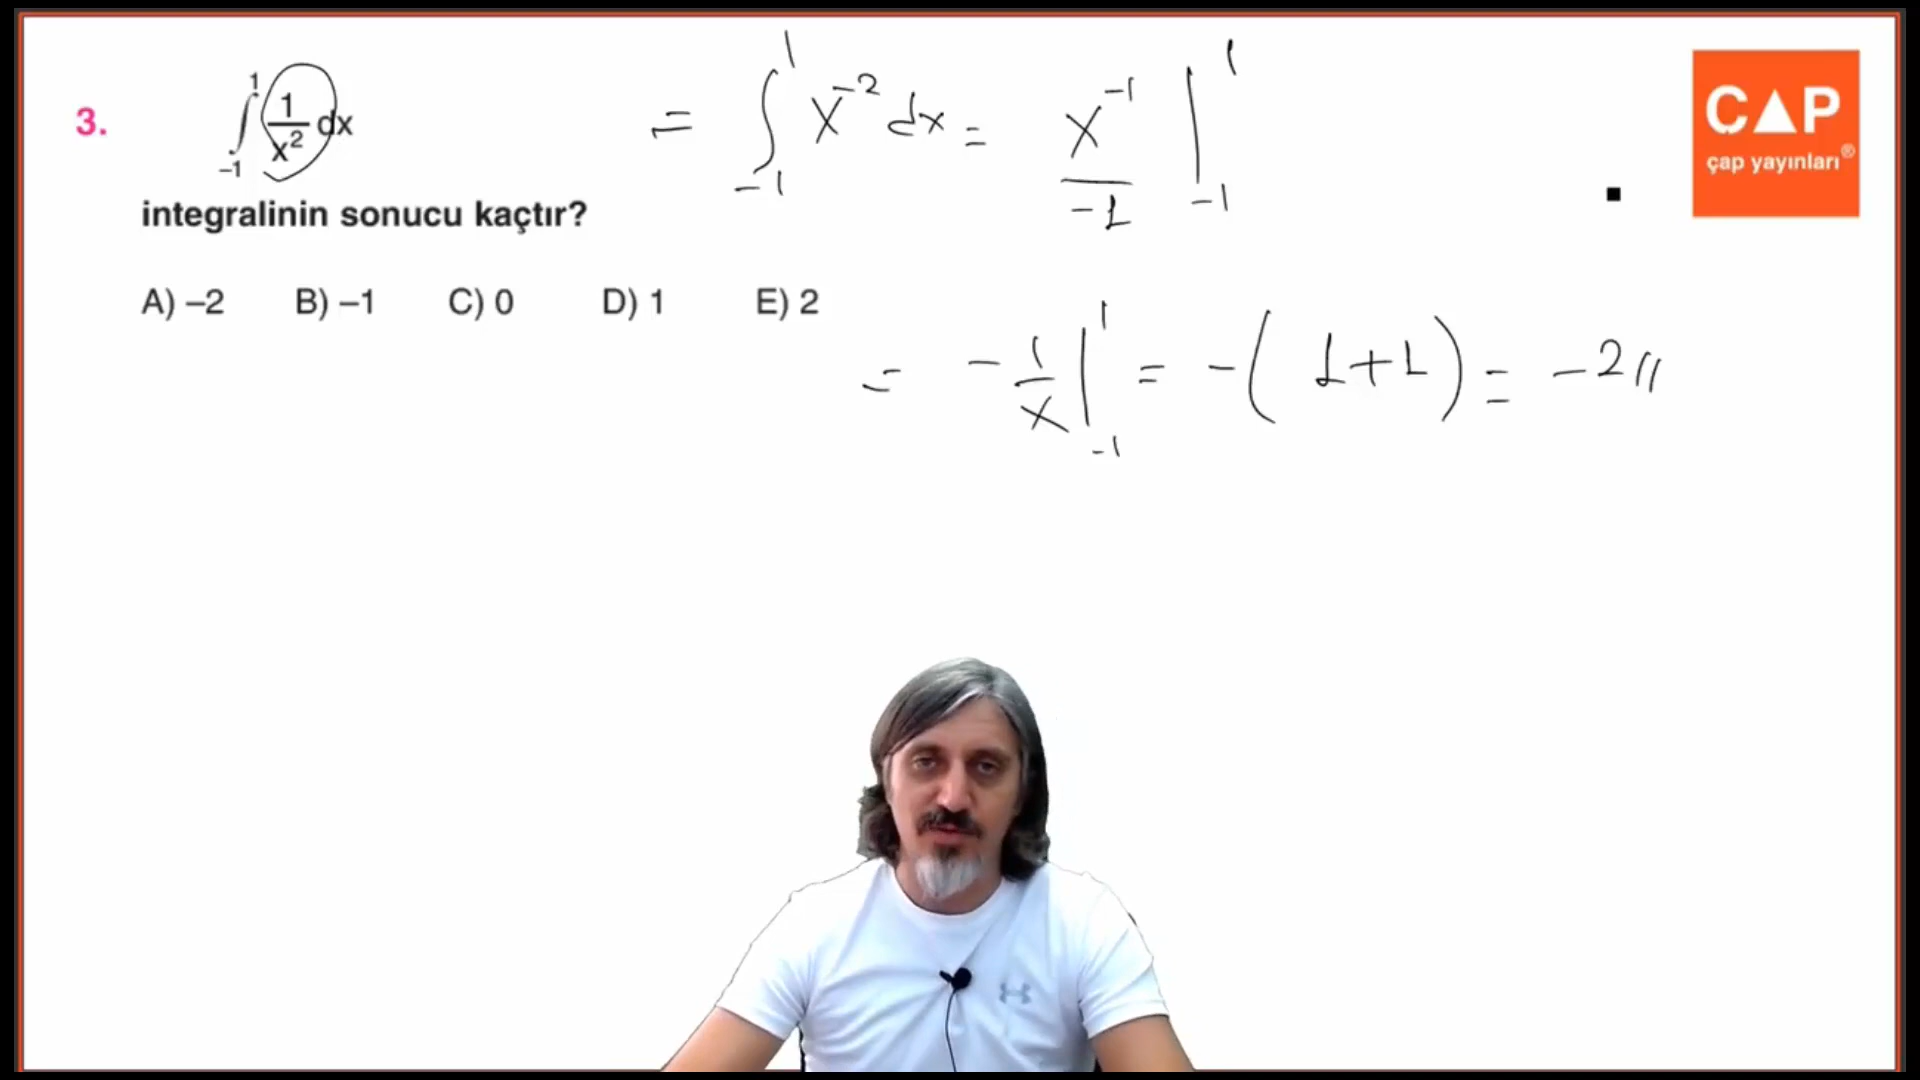 3. ∫₋₁¹ 1/x² dx = ∫₋₁¹ x⁻² dx = x⁻¹/-1 |₋₁¹
integralinin sonucu kaçtır?
A) –2 B) –1 C) 0 D) 1 E) 2
= - 1/x |₋₁¹ = -( 1+1) = -2 //
CAP
çap yayınları®